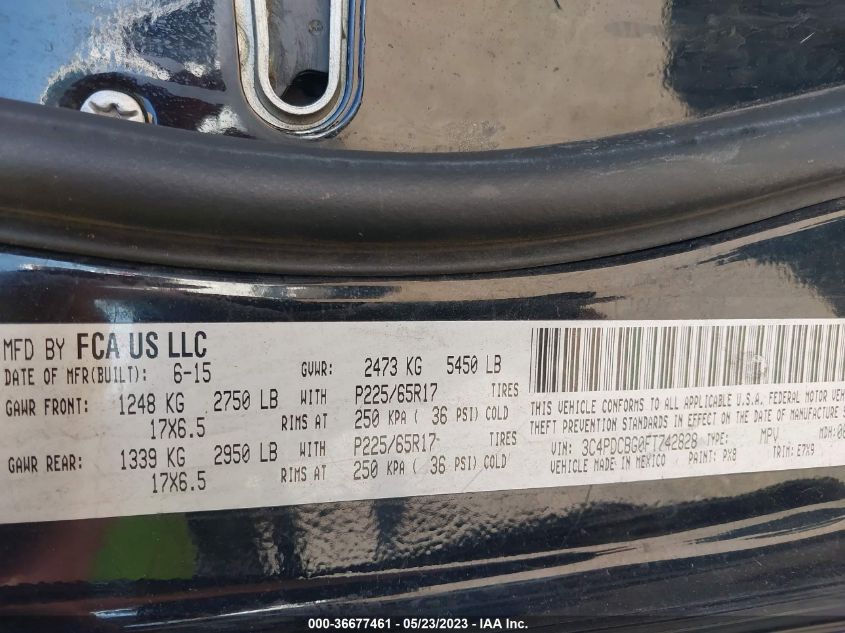 MFD BY FCA US LLC
DATE OF MFR(BUILT): 6-15 GVWR: 2473 KG 5450 LB
GAWR FRONT: 1248 KG 2750 LB WITH P225/65R17 TIRES
17X6.5 RIMS AT 250 KPA ( 36 PSI) COLD
GAWR REAR: 1339 KG 2950 LB WITH P225/65R17 TIRES
17X6.5 RIMS AT 250 KPA ( 36 PSI) COLD
THIS VEHICLE CONFORMS TO ALL APPLICABLE U.S.A. FEDERAL MOTOR
THEFT PREVENTION STANDARDS IN EFFECT ON THE DATE OF MANUFACTURE
VIN: 3C4PDCBG0FT742828 TYPE: MPV MDH:
VEHICLE MADE IN MEXICO PAINT: PX8 TRIM: E7X9
000-36677461 - 05/23/2023 - IAA Inc.